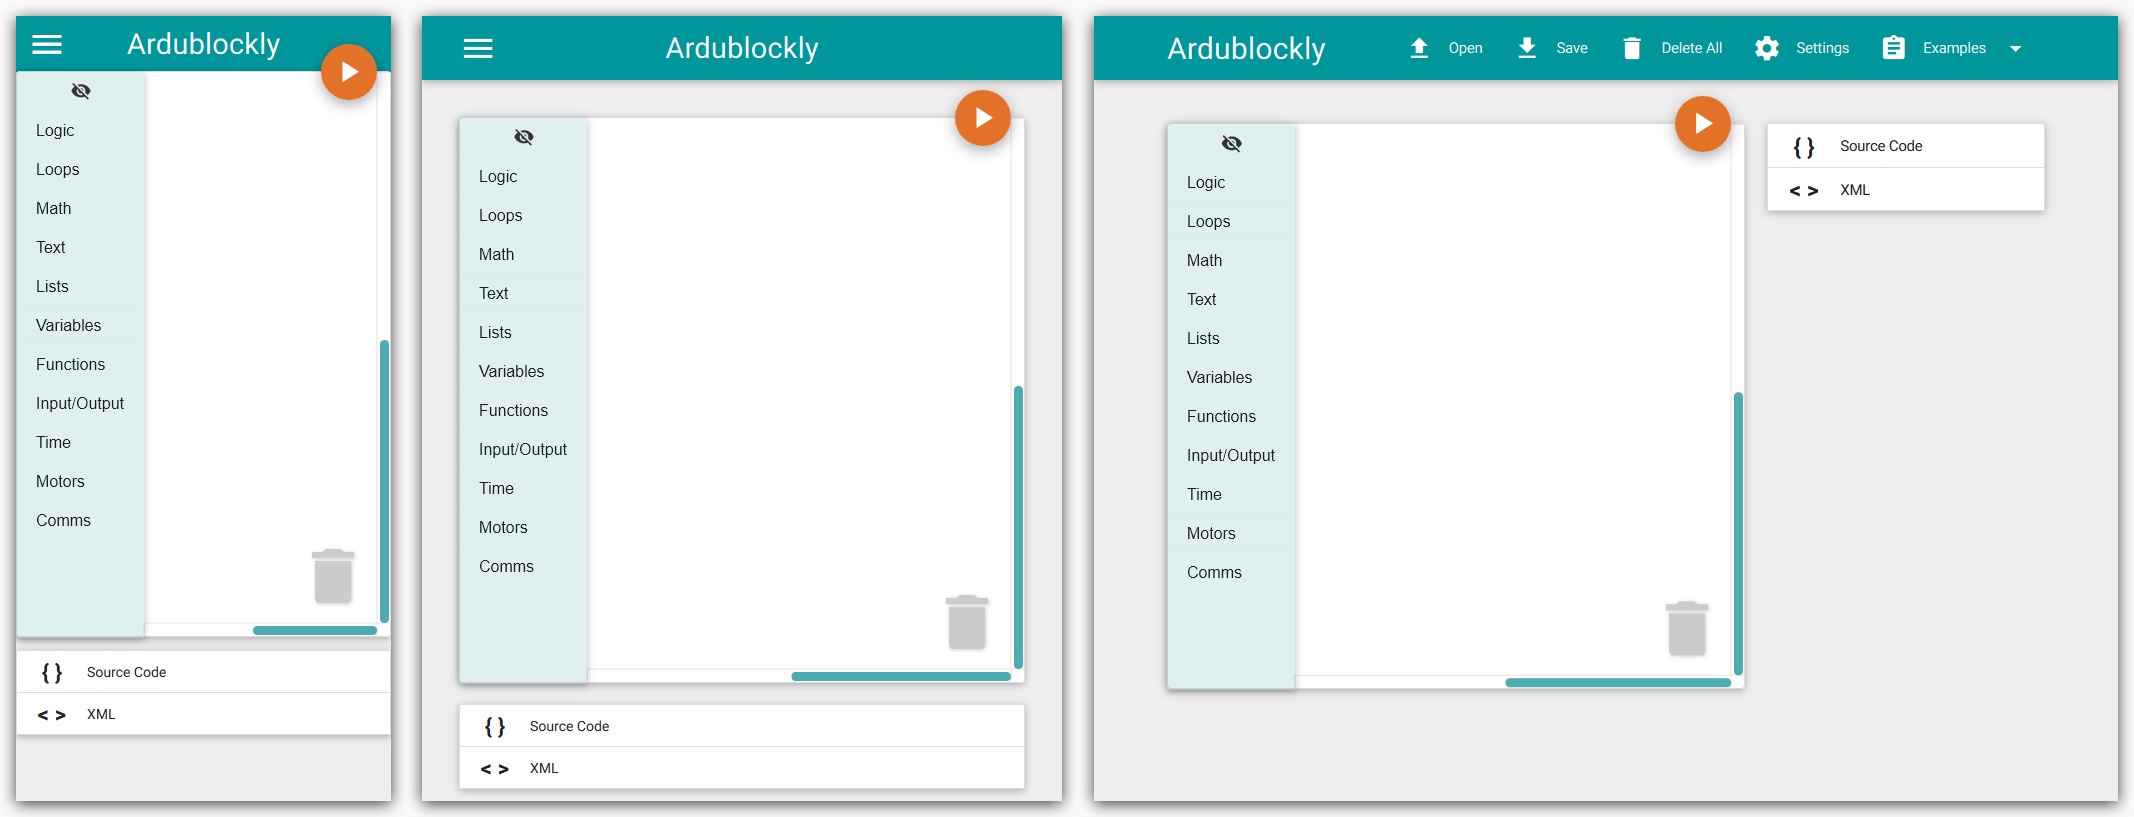 Ardublockly
Logic
Loops
Math
Text
Lists
Variables
Functions
Input/Output
Time
Motors
Comms
{ } Source Code
< > XML
Ardublockly
Logic
Loops
Math
Text
Lists
Variables
Functions
Input/Output
Time
Motors
Comms
{ } Source Code
< > XML
Ardublockly Open Save Delete All Settings Examples
Logic
Loops
Math
Text
Lists
Variables
Functions
Input/Output
Time
Motors
Comms
{ } Source Code
< > XML